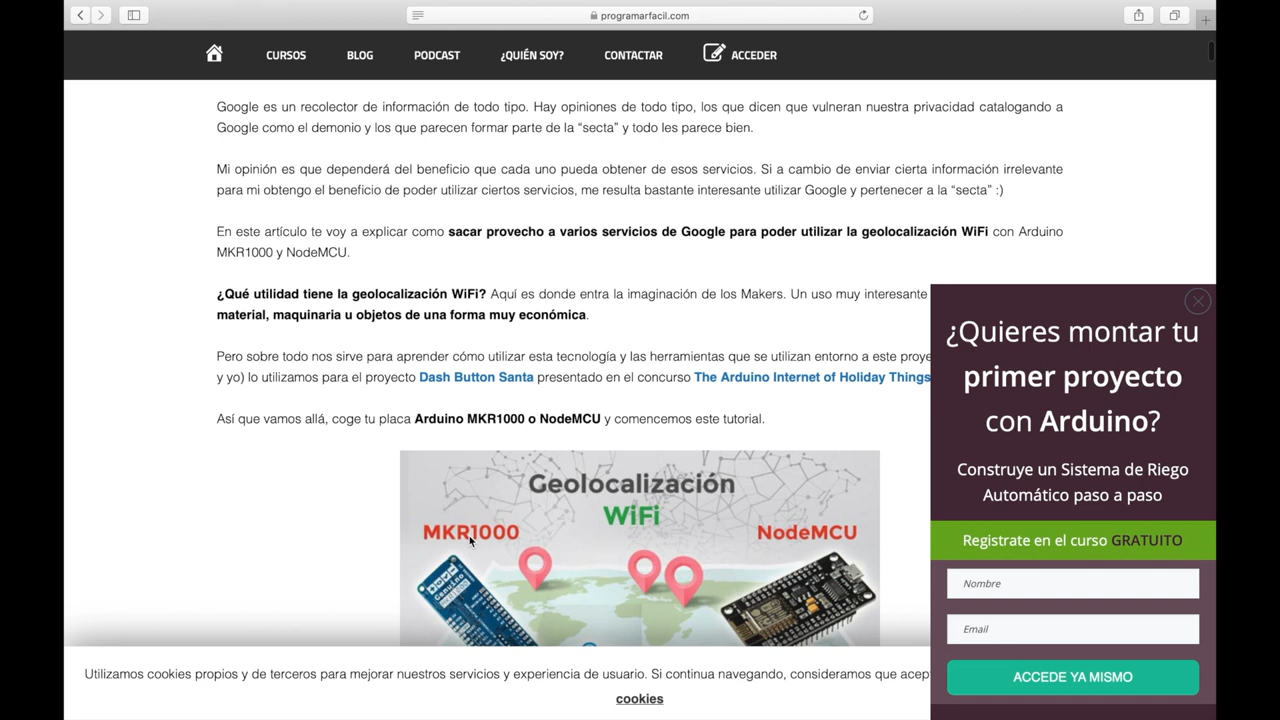 programarfacil.com
CURSOS BLOG PODCAST ¿QUIÉN SOY? CONTACTAR ACCEDER
Google es un recolector de información de todo tipo. Hay opiniones de todo tipo, los que dicen que vulneran nuestra privacidad catalogando a
Google como el demonio y los que parecen formar parte de la “secta” y todo les parece bien.
Mi opinión es que dependerá del beneficio que cada uno pueda obtener de esos servicios. Si a cambio de enviar cierta información irrelevante
para mi obtengo el beneficio de poder utilizar ciertos servicios, me resulta bastante interesante utilizar Google y pertenecer a la “secta” :)
En este artículo te voy a explicar como sacar provecho a varios servicios de Google para poder utilizar la geolocalización WiFi con Arduino
MKR1000 y NodeMCU.
¿Qué utilidad tiene la geolocalización WiFi? Aquí es donde entra la imaginación de los Makers. Un uso muy interesante
material, maquinaria u objetos de una forma muy económica.
Pero sobre todo nos sirve para aprender cómo utilizar esta tecnología y las herramientas que se utilizan entorno a este proye
y yo) lo utilizamos para el proyecto Dash Button Santa presentado en el concurso The Arduino Internet of Holiday Things
Así que vamos allá, coge tu placa Arduino MKR1000 o NodeMCU y comencemos este tutorial.
Geolocalización
WiFi
MKR1000
NodeMCU
¿Quieres montar tu
primer proyecto
con Arduino?
Construye un Sistema de Riego
Automático paso a paso
Registrate en el curso GRATUITO
Nombre
Email
ACCEDE YA MISMO
Utilizamos cookies propios y de terceros para mejorar nuestros servicios y experiencia de usuario. Si continua navegando, consideramos que acep
cookies